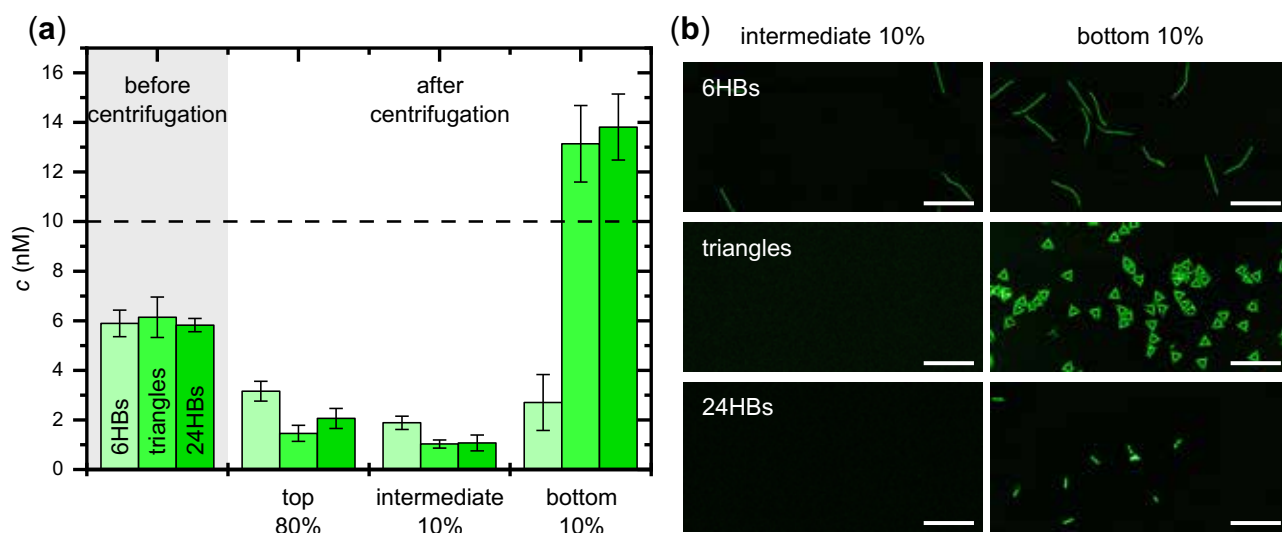 (a)
16
14
12
10
8
6
4
2
0
c (nM)
before
centrifugation
after
centrifugation
6HBs
triangles
24HBs
top
80%
intermediate
10%
bottom
10%
(b)
intermediate 10%
bottom 10%
6HBs
triangles
24HBs